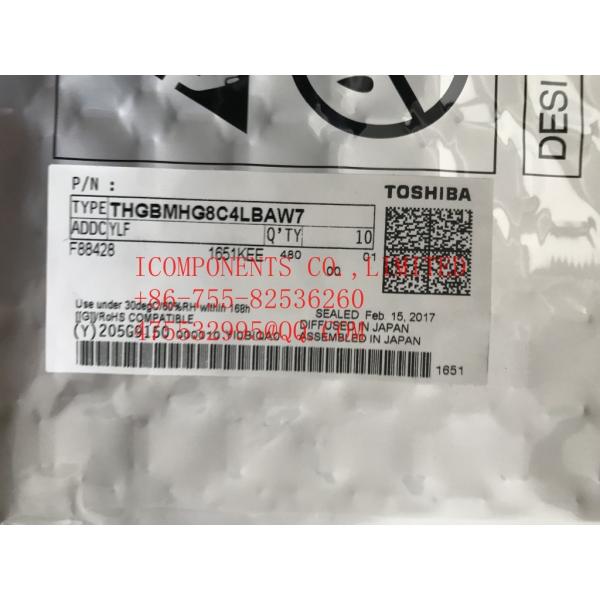 DESI
P/N :
TOSHIBA
TYPE THGBMHG8C4LBAW7
ADDC YLF Q'TY 10
F88428 1651KEE 480 01
00
ICOMPONENTS CO.,LIMITED
+86-755-82536260
Use under 30degC/60%RH within 168h
SEALED Feb 15, 2017
[[G]]/RoHS COMPATIBLE
DIFFUSED IN JAPAN
ASSEMBLED IN JAPAN
1651